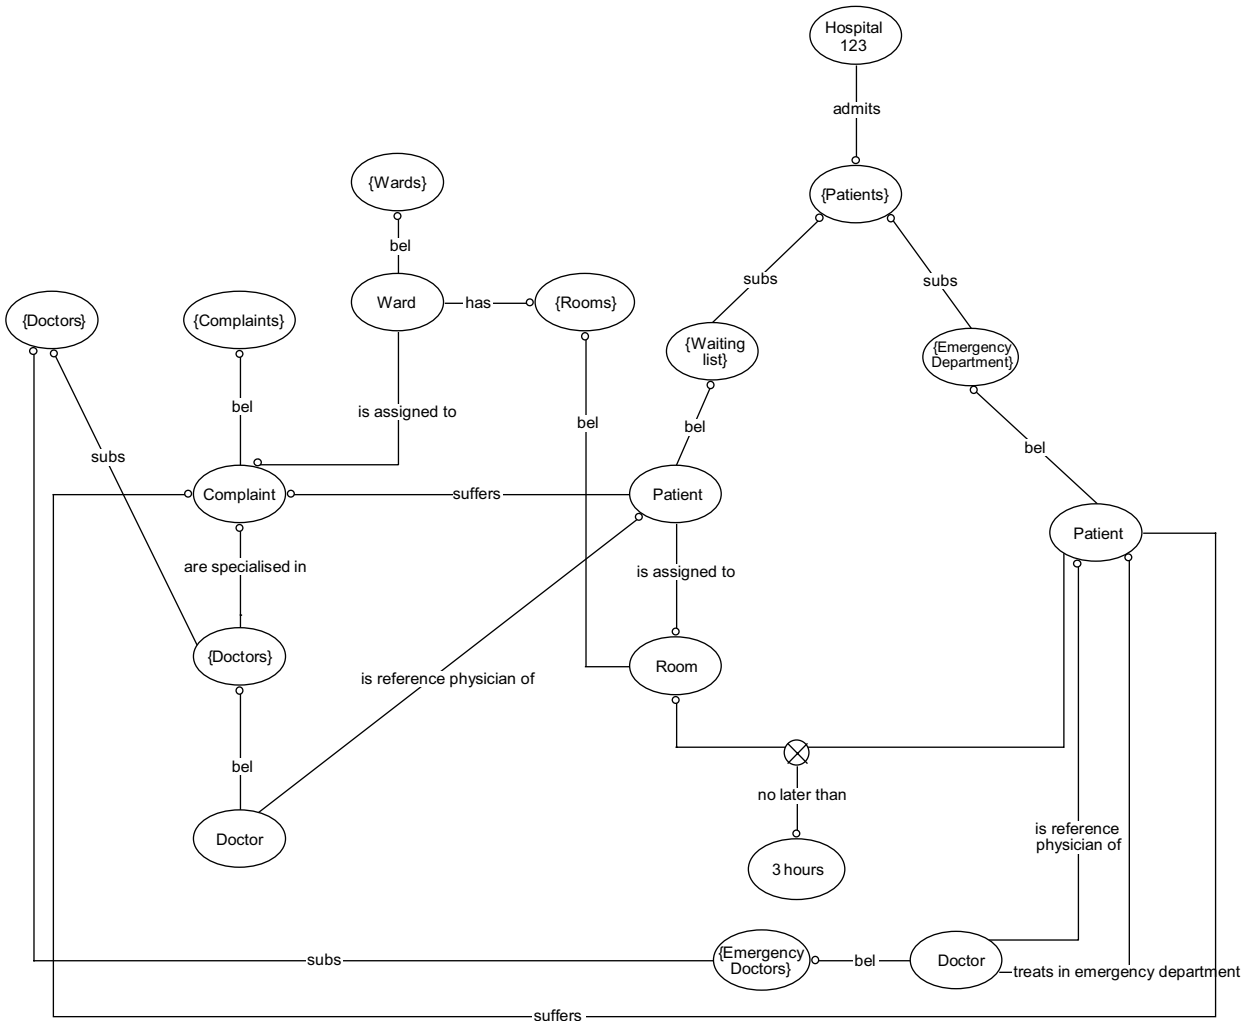 Hospital
123
admits
{Wards}
{Patients}
bel
subs
subs
{Doctors}
{Complaints}
Ward
has
{Rooms}
{Waiting
list}
{Emergency
Department}
bel
is assigned to
bel
bel
bel
subs
Complaint
suffers
Patient
Patient
are specialised in
is assigned to
{Doctors}
Room
is reference physician of
bel
no later than
Doctor
3 hours
is reference
physician of
subs
{Emergency
Doctors}
bel
Doctor
treats in emergency department
suffers